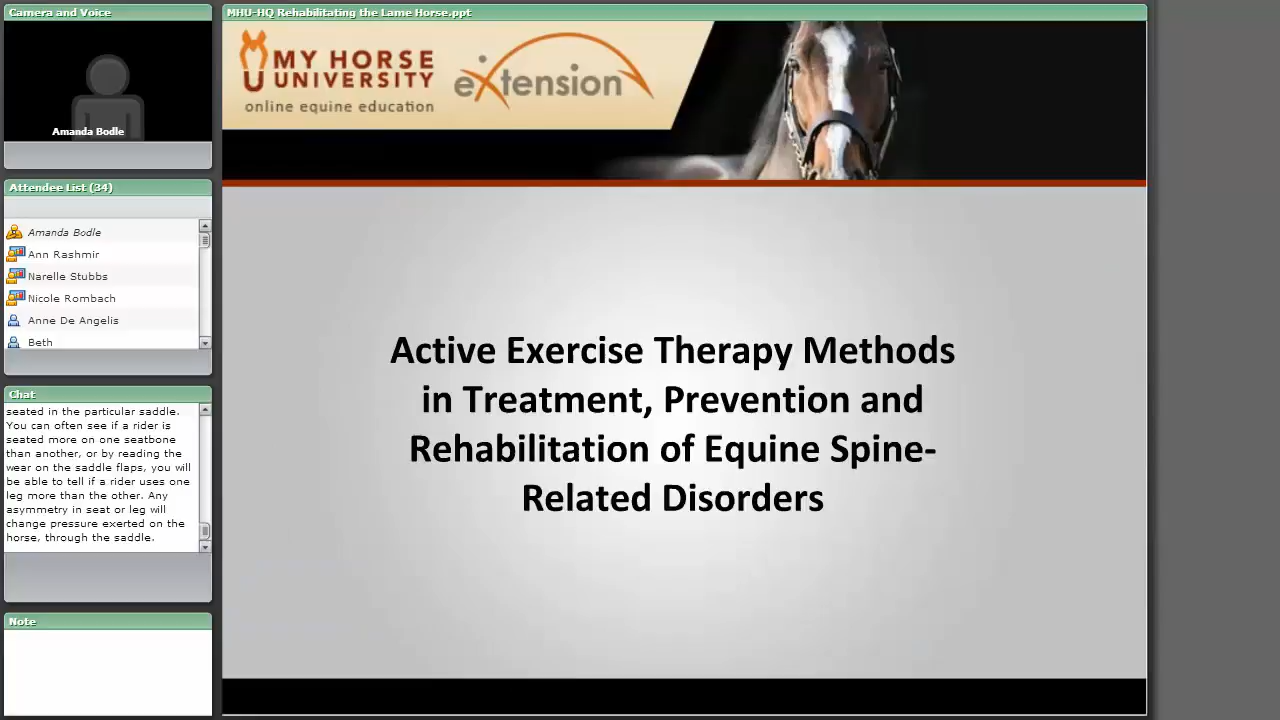 Camera and Voice
Amanda Bodle
Attendee List (34)
Amanda Bodle
Ann Rashmir
Narelle Stubbs
Nicole Rombach
Anne De Angelis
Beth
Chat
seated in the particular saddle.
You can often see if a rider is
seated more on one seatbone
then another, or by reading the
wear on the saddle flaps, you will
be able to tell if a rider uses one
leg more than the other. Any
asymmetry in seat or leg will
change pressure exerted on the
horse, through the saddle.
Note
MHU-HQ Rehabilitating the Lame Horse.ppt
MY HORSE
UNIVERSITY
online equine education
eXtension
Active Exercise Therapy Methods
in Treatment, Prevention and
Rehabilitation of Equine Spine-
Related Disorders